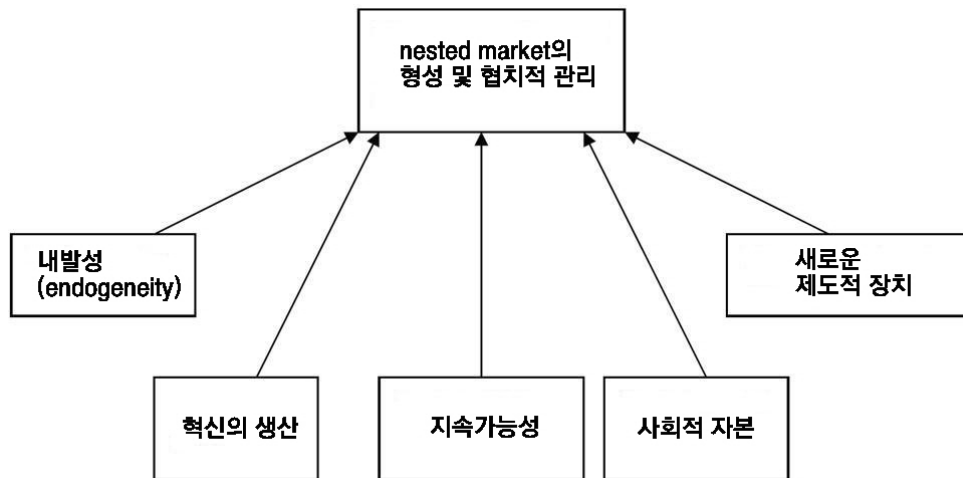 nested market의
형성 및 협치적 관리
내발성
(endogeneity)
새로운
제도적 장치
혁신의 생산
지속가능성
사회적 자본